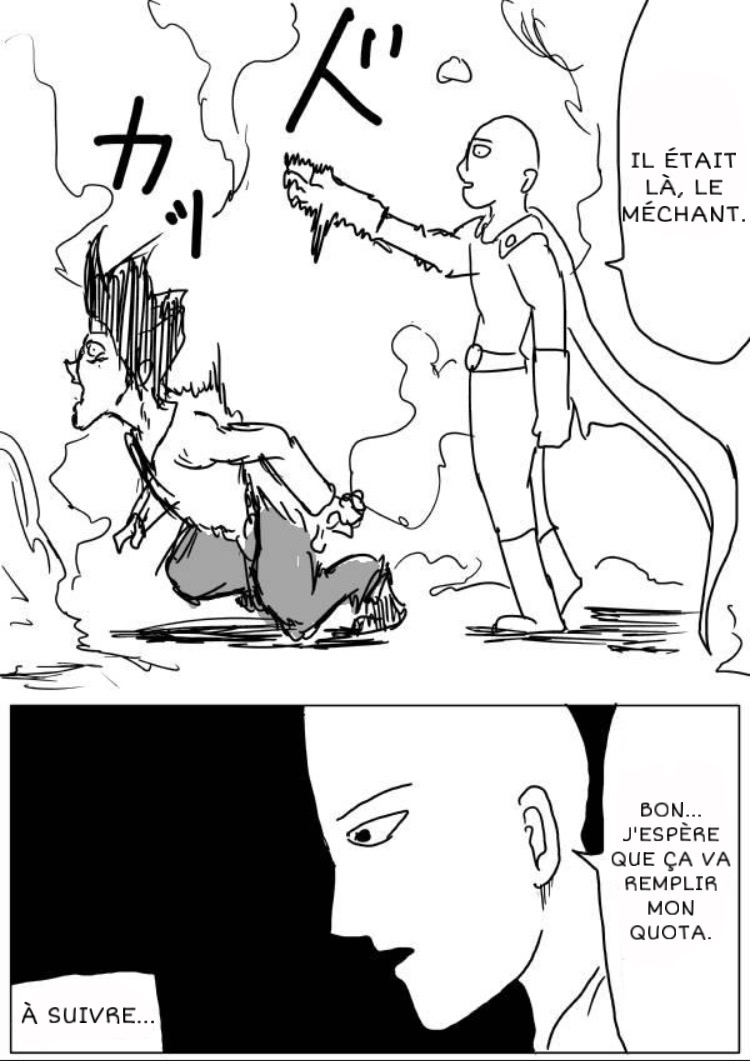 ドカッ
IL ÉTAIT
LÀ, LE
MÉCHANT.
BON...
J'ESPÈRE
QUE ÇA VA
REMPLIR
MON
QUOTA.
À SUIVRE...